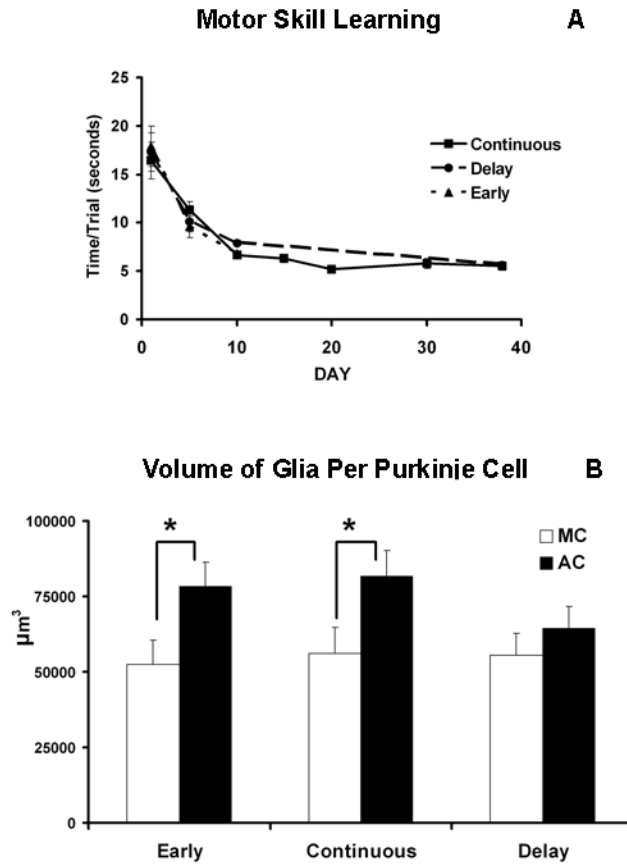 Motor Skill Learning A
25
20
15
10
5
0
Time/Trial (seconds)
Continuous
Delay
Early
0 10 20 30 40
DAY
Volume of Glia Per Purkinje Cell B
100000
75000
50000
25000
0
µm³
* *
MC
AC
Early Continuous Delay